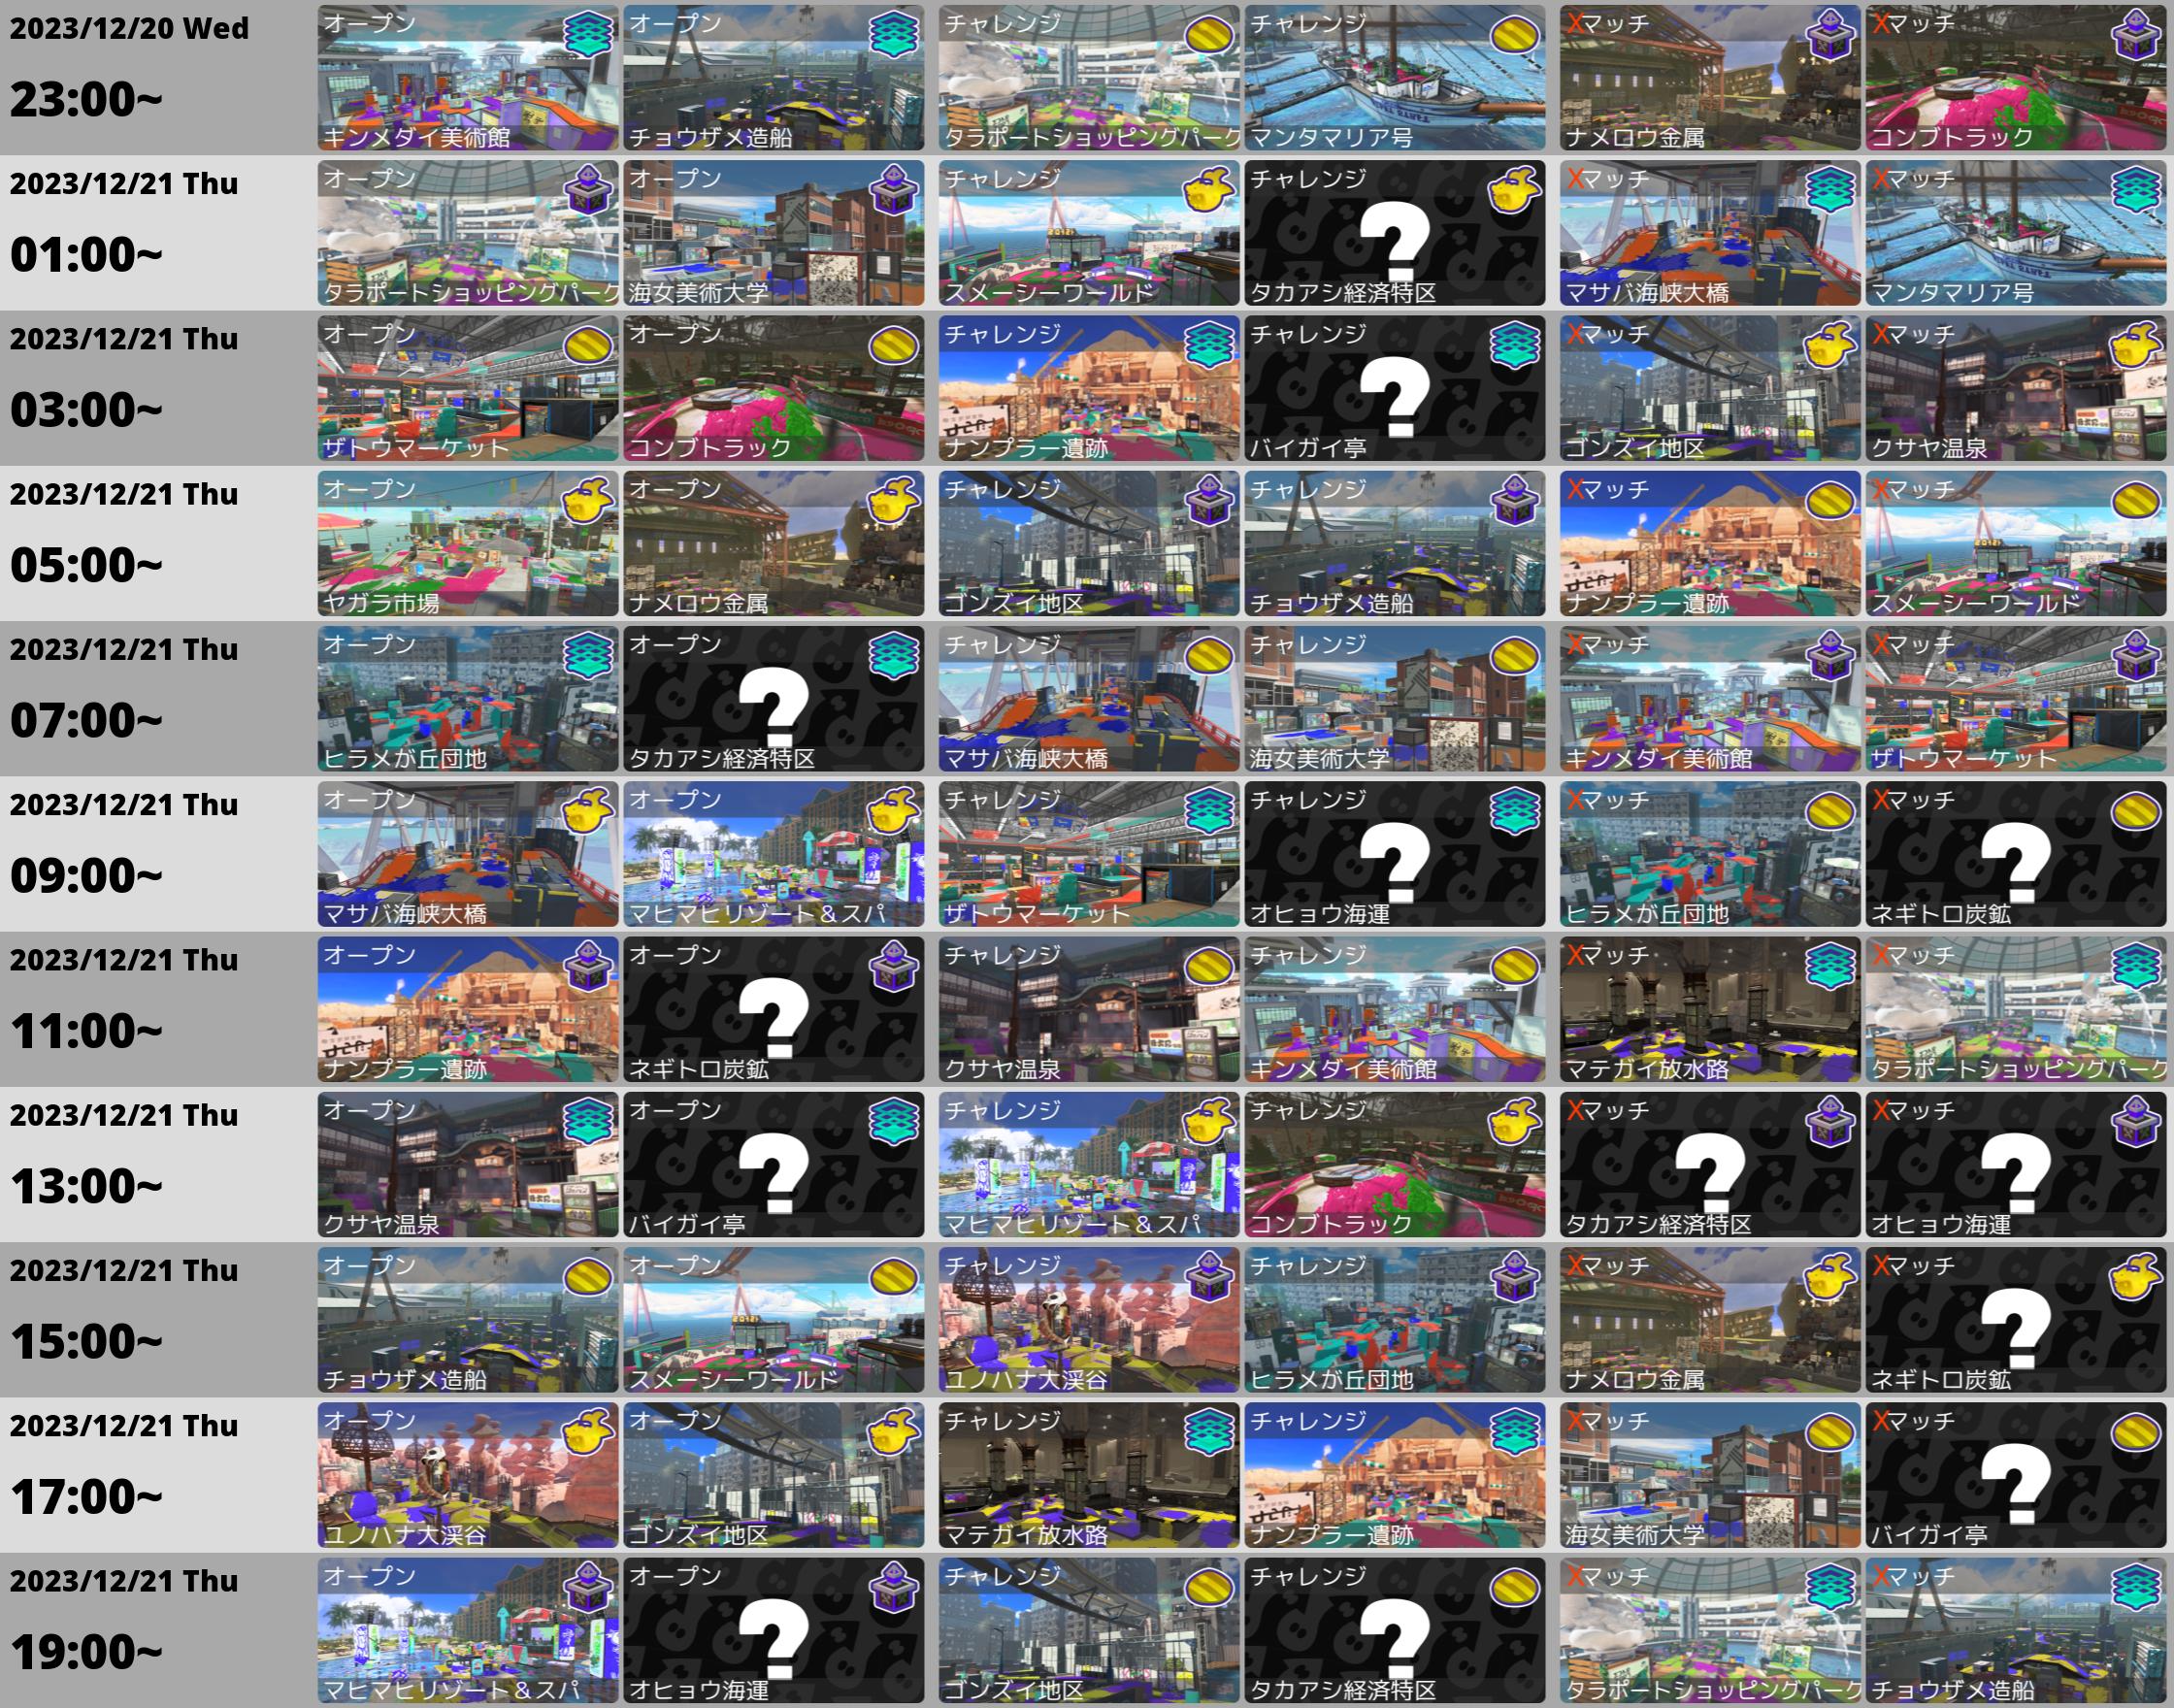 2023/12/20 Wed
23:00~
オープン
キンメダイ美術館
オープン
チョウザメ造船
チャレンジ
タラポートショッピングパーク
チャレンジ
マンタマリア号
Xマッチ
ナメロウ金属
Xマッチ
コンブトラック
2023/12/21 Thu
01:00~
オープン
タラポートショッピングパーク
オープン
海女美術大学
チャレンジ
スメーシーワールド
チャレンジ
タカアシ経済特区
Xマッチ
マサバ海峡大橋
Xマッチ
マンタマリア号
2023/12/21 Thu
03:00~
オープン
ザトウマーケット
オープン
コンブトラック
チャレンジ
ナンプラー遺跡
チャレンジ
バイガイ亭
Xマッチ
ゴンズイ地区
Xマッチ
クサヤ温泉
2023/12/21 Thu
05:00~
オープン
ヤガラ市場
オープン
ナメロウ金属
チャレンジ
ゴンズイ地区
チャレンジ
チョウザメ造船
Xマッチ
ナンプラー遺跡
Xマッチ
スメーシーワールド
2023/12/21 Thu
07:00~
オープン
ヒラメが丘団地
オープン
タカアシ経済特区
チャレンジ
マサバ海峡大橋
チャレンジ
海女美術大学
Xマッチ
キンメダイ美術館
Xマッチ
ザトウマーケット
2023/12/21 Thu
09:00~
オープン
マサバ海峡大橋
オープン
マヒマヒリゾート＆スパ
チャレンジ
ザトウマーケット
チャレンジ
オヒョウ海運
Xマッチ
ヒラメが丘団地
Xマッチ
ネギトロ炭鉱
2023/12/21 Thu
11:00~
オープン
ナンプラー遺跡
オープン
ネギトロ炭鉱
チャレンジ
クサヤ温泉
チャレンジ
キンメダイ美術館
Xマッチ
マテガイ放水路
Xマッチ
タラポートショッピングパーク
2023/12/21 Thu
13:00~
オープン
クサヤ温泉
オープン
バイガイ亭
チャレンジ
マヒマヒリゾート＆スパ
チャレンジ
コンブトラック
Xマッチ
タカアシ経済特区
Xマッチ
オヒョウ海運
2023/12/21 Thu
15:00~
オープン
チョウザメ造船
オープン
スメーシーワールド
チャレンジ
ユノハナ大渓谷
チャレンジ
ヒラメが丘団地
Xマッチ
ナメロウ金属
Xマッチ
ネギトロ炭鉱
2023/12/21 Thu
17:00~
オープン
ユノハナ大渓谷
オープン
ゴンズイ地区
チャレンジ
マテガイ放水路
チャレンジ
ナンプラー遺跡
Xマッチ
海女美術大学
Xマッチ
バイガイ亭
2023/12/21 Thu
19:00~
オープン
マヒマヒリゾート＆スパ
オープン
オヒョウ海運
チャレンジ
ゴンズイ地区
チャレンジ
タカアシ経済特区
Xマッチ
タラポートショッピングパーク
Xマッチ
チョウザメ造船